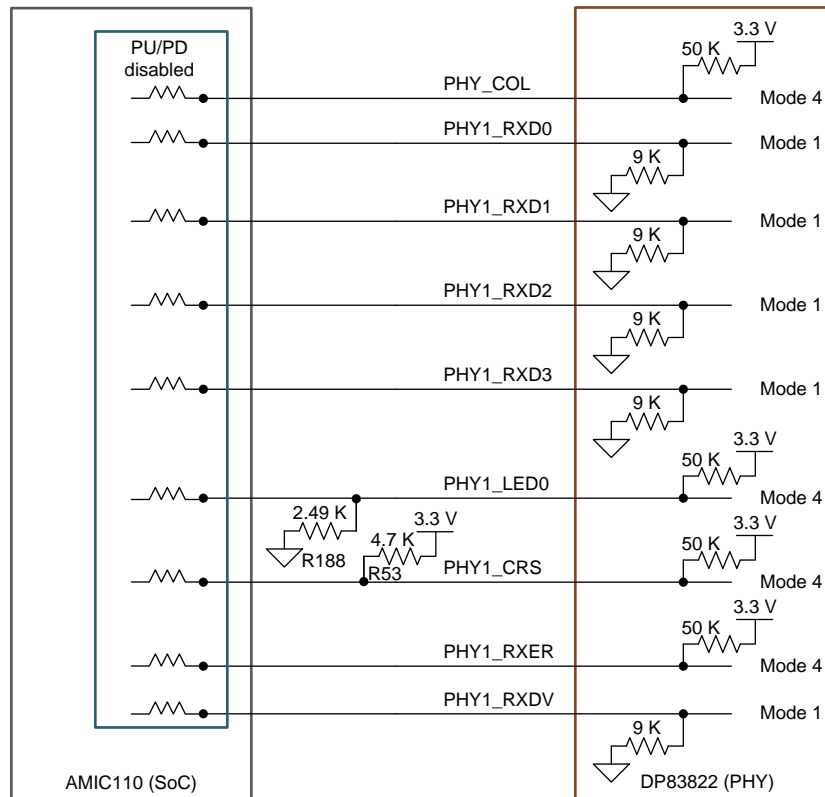 PU/PD
disabled
3.3 V
50 K
PHY_COL
Mode 4
PHY1_RXD0
Mode 1
9 K
PHY1_RXD1
Mode 1
9 K
PHY1_RXD2
Mode 1
9 K
PHY1_RXD3
Mode 1
9 K
3.3 V
50 K
PHY1_LED0
Mode 4
2.49 K
R188
3.3 V
4.7 K
R53
3.3 V
50 K
PHY1_CRS
Mode 4
3.3 V
50 K
PHY1_RXER
Mode 4
PHY1_RXDV
Mode 1
9 K
AMIC110 (SoC)
DP83822 (PHY)